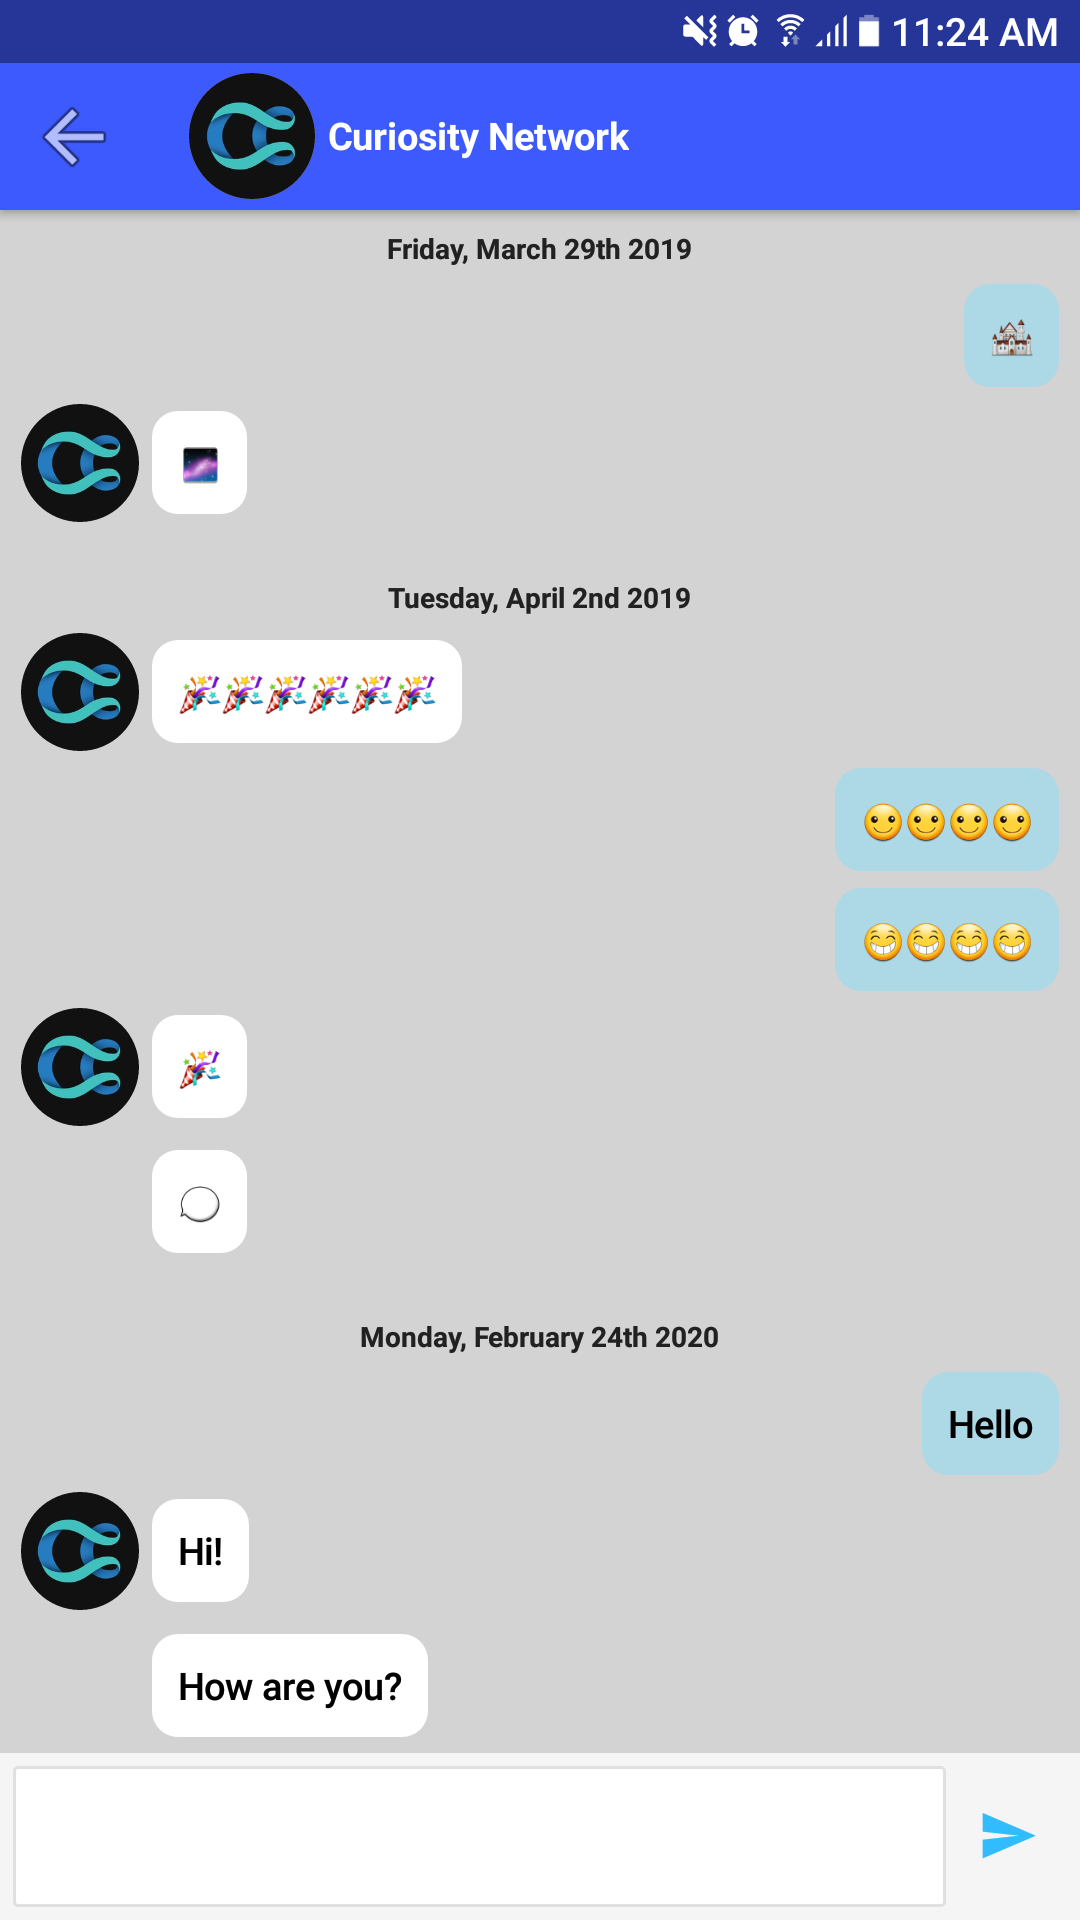 11:24 AM
Curiosity Network
Friday, March 29th 2019
🏰
🌌
Tuesday, April 2nd 2019
🎉🎉🎉🎉🎉🎉
🙂🙂🙂🙂
😁😁😁😁
🎉
💭
Monday, February 24th 2020
Hello
Hi!
How are you?